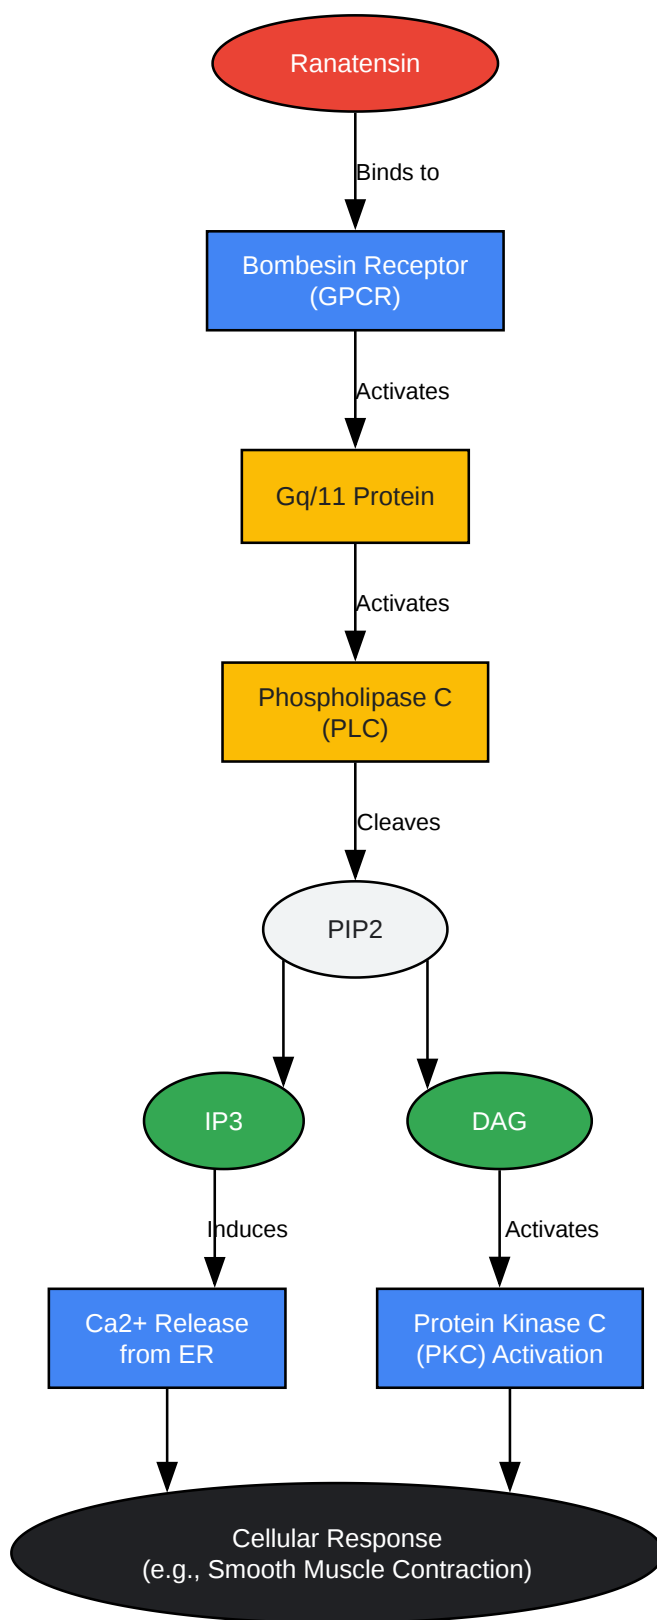 Ranatensin
Binds to
Bombesin Receptor
(GPCR)
Activates
Gq/11 Protein
Activates
Phospholipase C
(PLC)
Cleaves
PIP2
IP3
DAG
Induces
Activates
Ca2+ Release
from ER
Protein Kinase C
(PKC) Activation
Cellular Response
(e.g., Smooth Muscle Contraction)